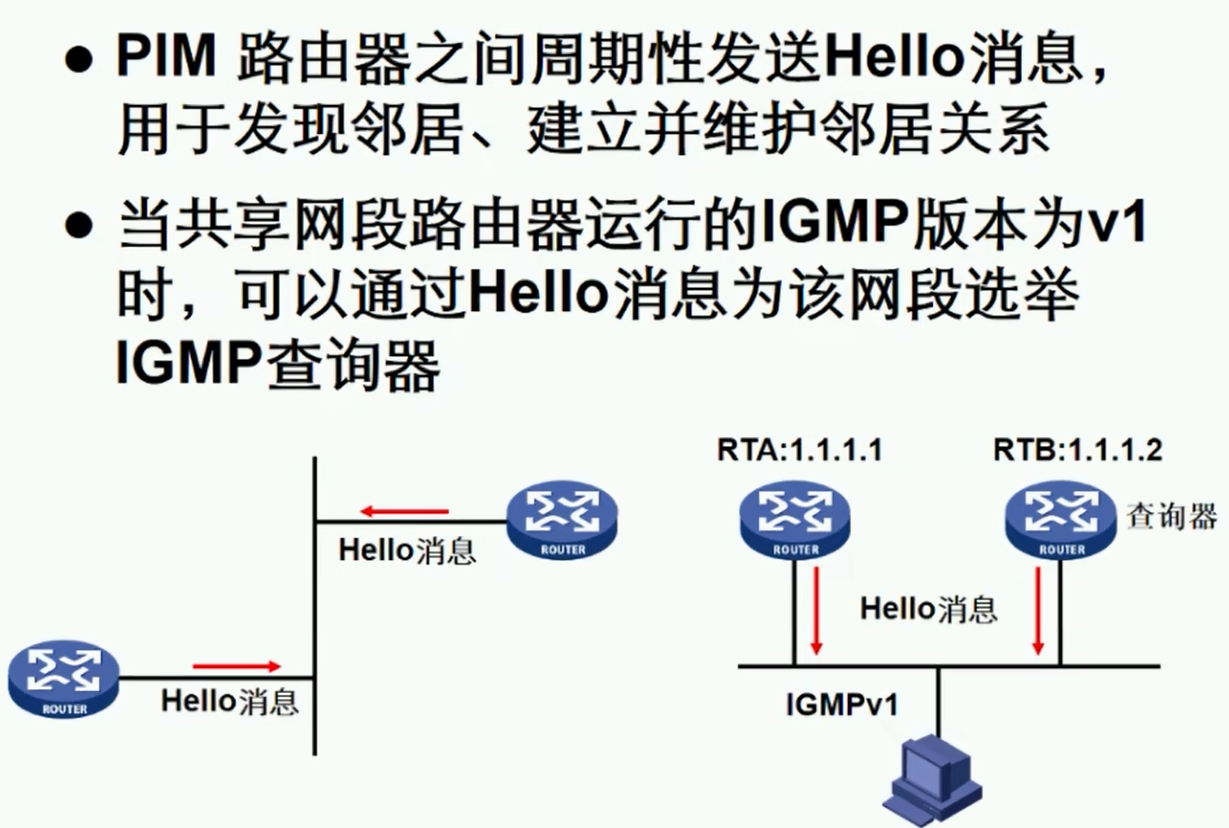 PIM 路由器之间周期性发送Hello消息，
用于发现邻居、建立并维护邻居关系
当共享网段路由器运行的IGMP版本为v1
时，可以通过Hello消息为该网段选举
IGMP查询器
RTA:1.1.1.1
RTB:1.1.1.2
ROUTER
Hello消息
ROUTER
ROUTER
查询器
Hello消息
ROUTER
Hello消息
IGMPv1